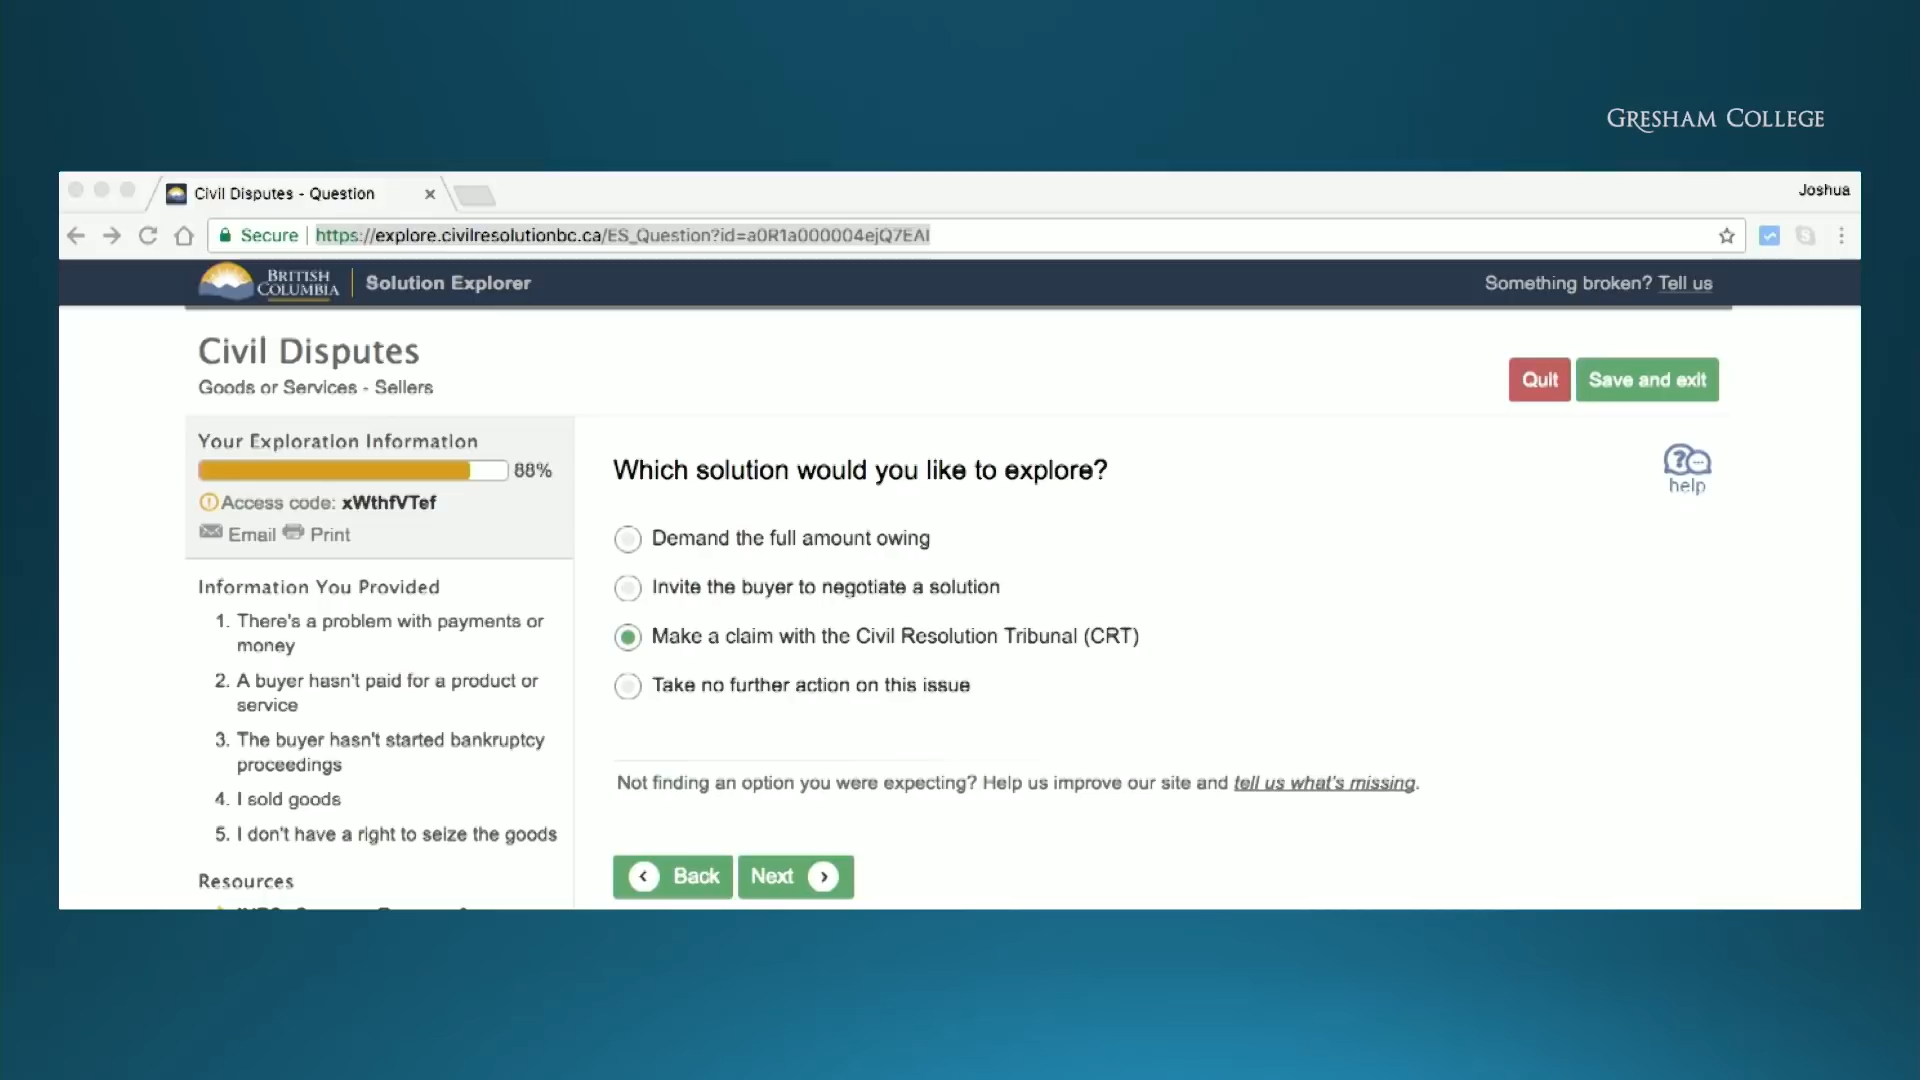 GRESHAM COLLEGE
Civil Disputes - Question
Joshua
Secure
https://explore.civilresolutionbc.ca/ES_Question?id=a0R1a000004ejQ7EAI
BRITISH
COLUMBIA
Solution Explorer
Something broken? Tell us
Civil Disputes
Goods or Services - Sellers
Quit
Save and exit
Your Exploration Information
88%
Access code: xWthfVTef
Email
Print
Information You Provided
1. There's a problem with payments or
money
2. A buyer hasn't paid for a product or
service
3. The buyer hasn't started bankruptcy
proceedings
4. I sold goods
5. I don't have a right to seize the goods
Resources
Which solution would you like to explore?
help
Demand the full amount owing
Invite the buyer to negotiate a solution
Make a claim with the Civil Resolution Tribunal (CRT)
Take no further action on this issue
Not finding an option you were expecting? Help us improve our site and tell us what's missing.
Back
Next